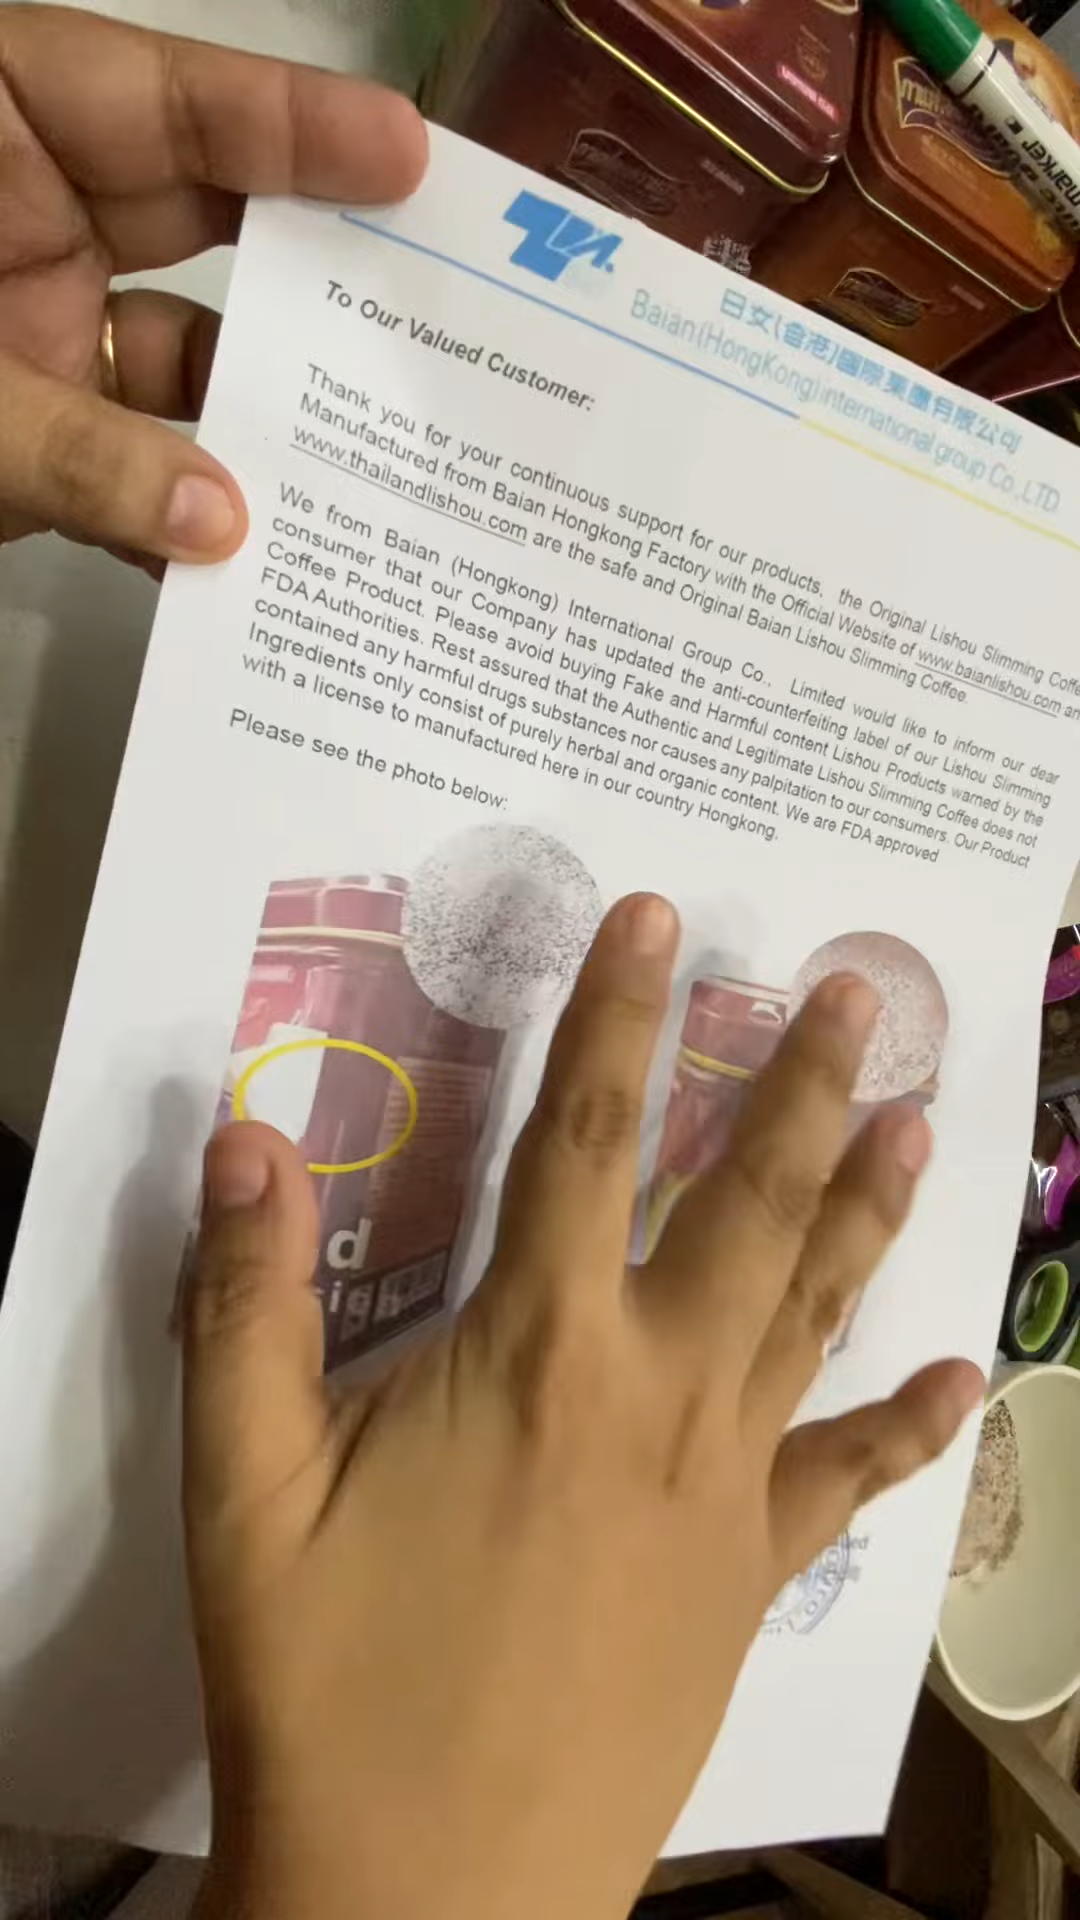 日女(香港)國際集團有限公司
Baian(HongKong)international group Co.,LTD
To Our Valued Customer:
Thank you for your continuous support for our products, the Original Lishou Slimming
Manufactured from Baian Hongkong Factory with the Official Website of www.baianlishou.com
www.thailandlishou.com are the safe and Original Baian Lishou Slimming Coffee.
We from Baian (Hongkong) International Group Co., Limited would like to inform our dear
consumer that our Company has updated the anti-counterfeiting label of our Lishou Slimming
Coffee Product. Please avoid buying Fake and Harmful content Lishou Products warned by the
FDA Authorities. Rest assured that the Authentic and Legitimate Lishou Slimming Coffee does not
contained any harmful drugs substances nor causes any palpitation to our consumers. Our Product
Ingredients only consist of purely herbal and organic content. We are FDA approved
with a license to manufactured here in our country Hongkong.
Please see the photo below:
d
marker